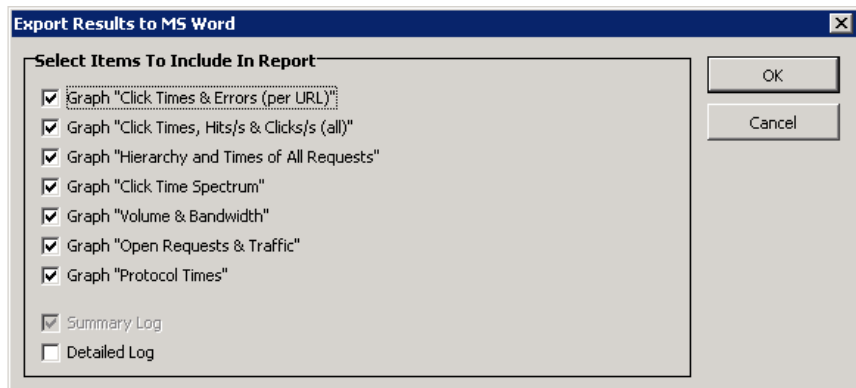 Export Results to MS Word
Select Items To Include In Report
Graph "Click Times & Errors (per URL)"
Graph "Click Times, Hits/s & Clicks/s (all)"
Graph "Hierarchy and Times of All Requests"
Graph "Click Time Spectrum"
Graph "Volume & Bandwidth"
Graph "Open Requests & Traffic"
Graph "Protocol Times"
Summary Log
Detailed Log
OK
Cancel